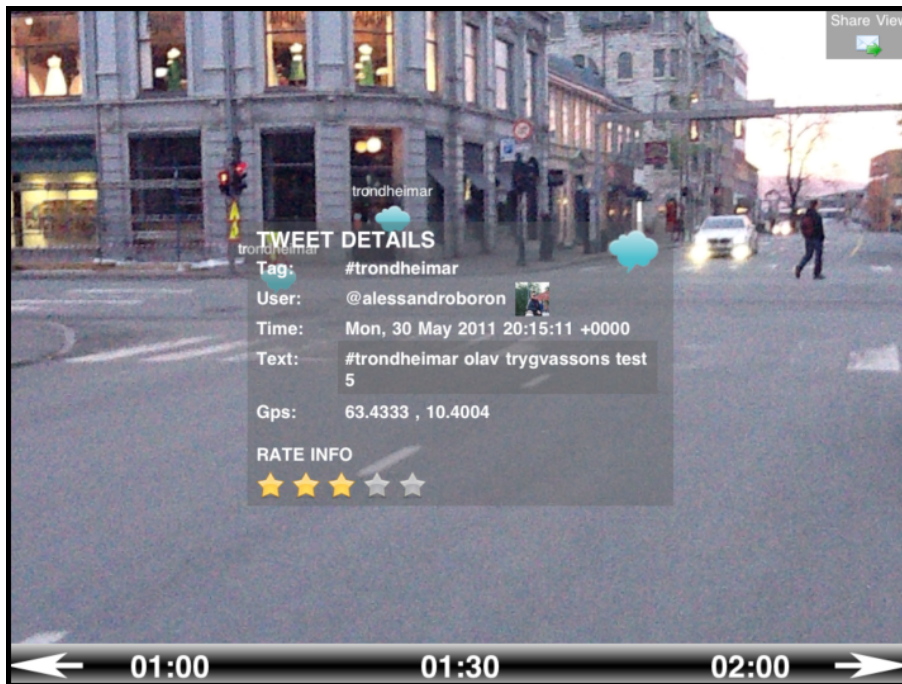 Share View
trondheimar
TWEET DETAILS
trondheimar
Tag: #trondheimar
User: @alessandroboron
Time: Mon, 30 May 2011 20:15:11 +0000
Text: #trondheimar olav trygvassons test
5
Gps: 63.4333 , 10.4004
RATE INFO
01:00 01:30 02:00